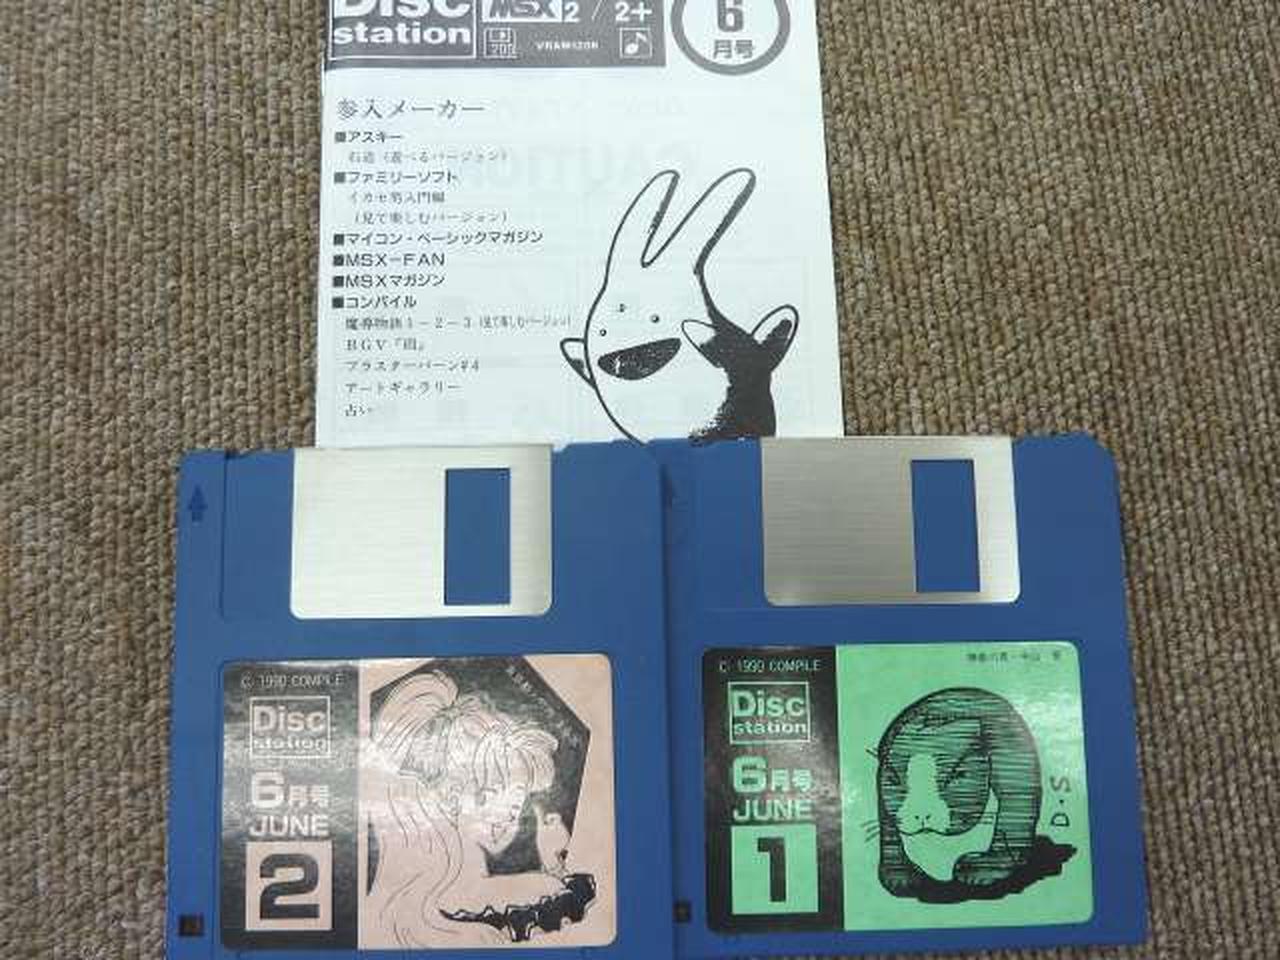 Disc
station
MSX2 / 2+
VRAM128K
6
月号
参入メーカー
■アスキー
右道（遊べるバージョン）
■ファミリーソフト
イカセ男入門編
（見て楽しむバージョン）
■マイコン・ベーシックマガジン
■MSX-FAN
■MSXマガジン
■コンパイル
魔導物語１−２−３（見て楽しむバージョン）
ＢＧＶ『雨』
ブラスターバーン#4
アートギャラリー
占い
C 1990 COMPILE
Disc
station
6月号
JUNE
2
C 1990 COMPILE
Disc
station
6月号
JUNE
1
D・S